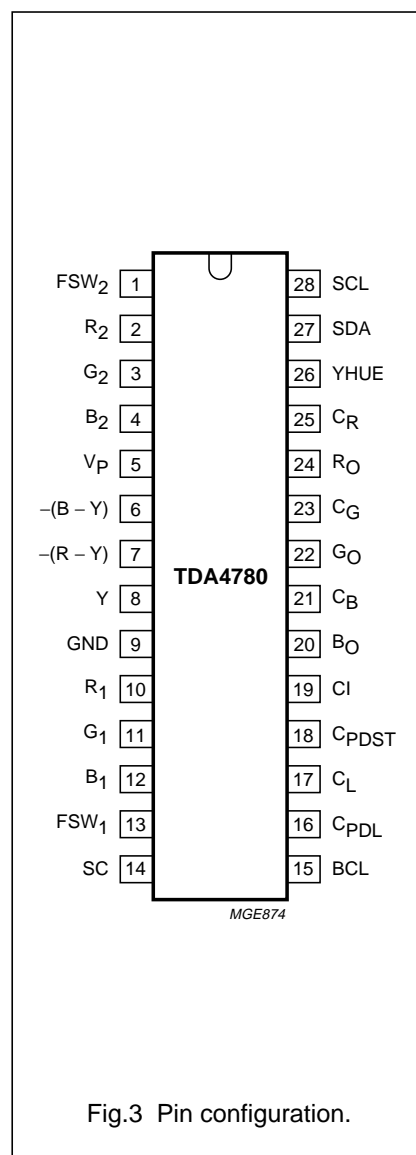 FSW2 1 28 SCL
R2 2 27 SDA
G2 3 26 YHUE
B2 4 25 CR
VP 5 24 RO
−(B − Y) 6 23 CG
−(R − Y) 7 22 GO
TDA4780
Y 8 21 CB
GND 9 20 BO
R1 10 19 CI
G1 11 18 CPDST
B1 12 17 CL
FSW1 13 16 CPDL
SC 14 15 BCL
MGE874
Fig.3 Pin configuration.